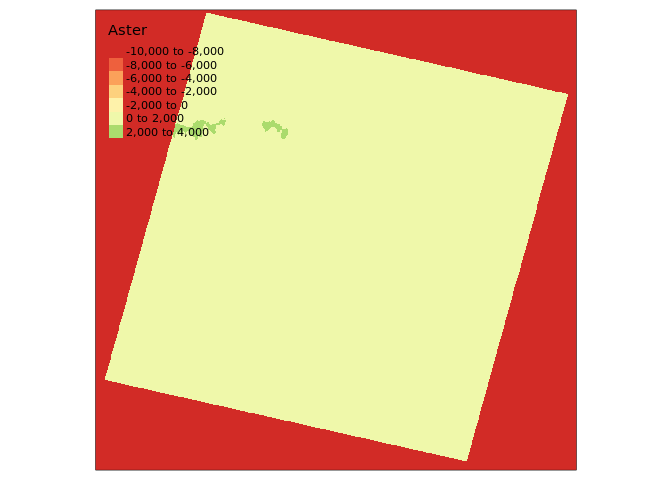 Aster
-10,000 to -8,000
-8,000 to -6,000
-6,000 to -4,000
-4,000 to -2,000
-2,000 to 0
0 to 2,000
2,000 to 4,000